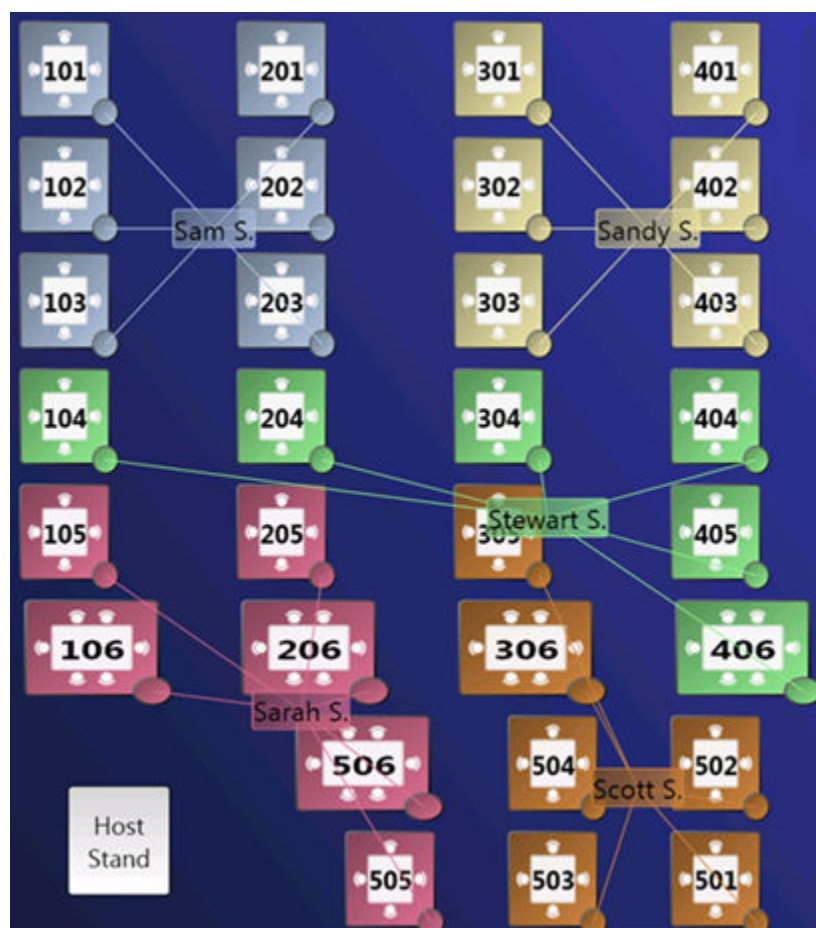 101 201 301 401
102 202 302 402
Sam S. Sandy S.
103 203 303 403
104 204 304 404
Stewart S.
105 205 305 405
106 206 306 406
Sarah S.
506 504 502
Scott S.
Host
Stand
505 503 501